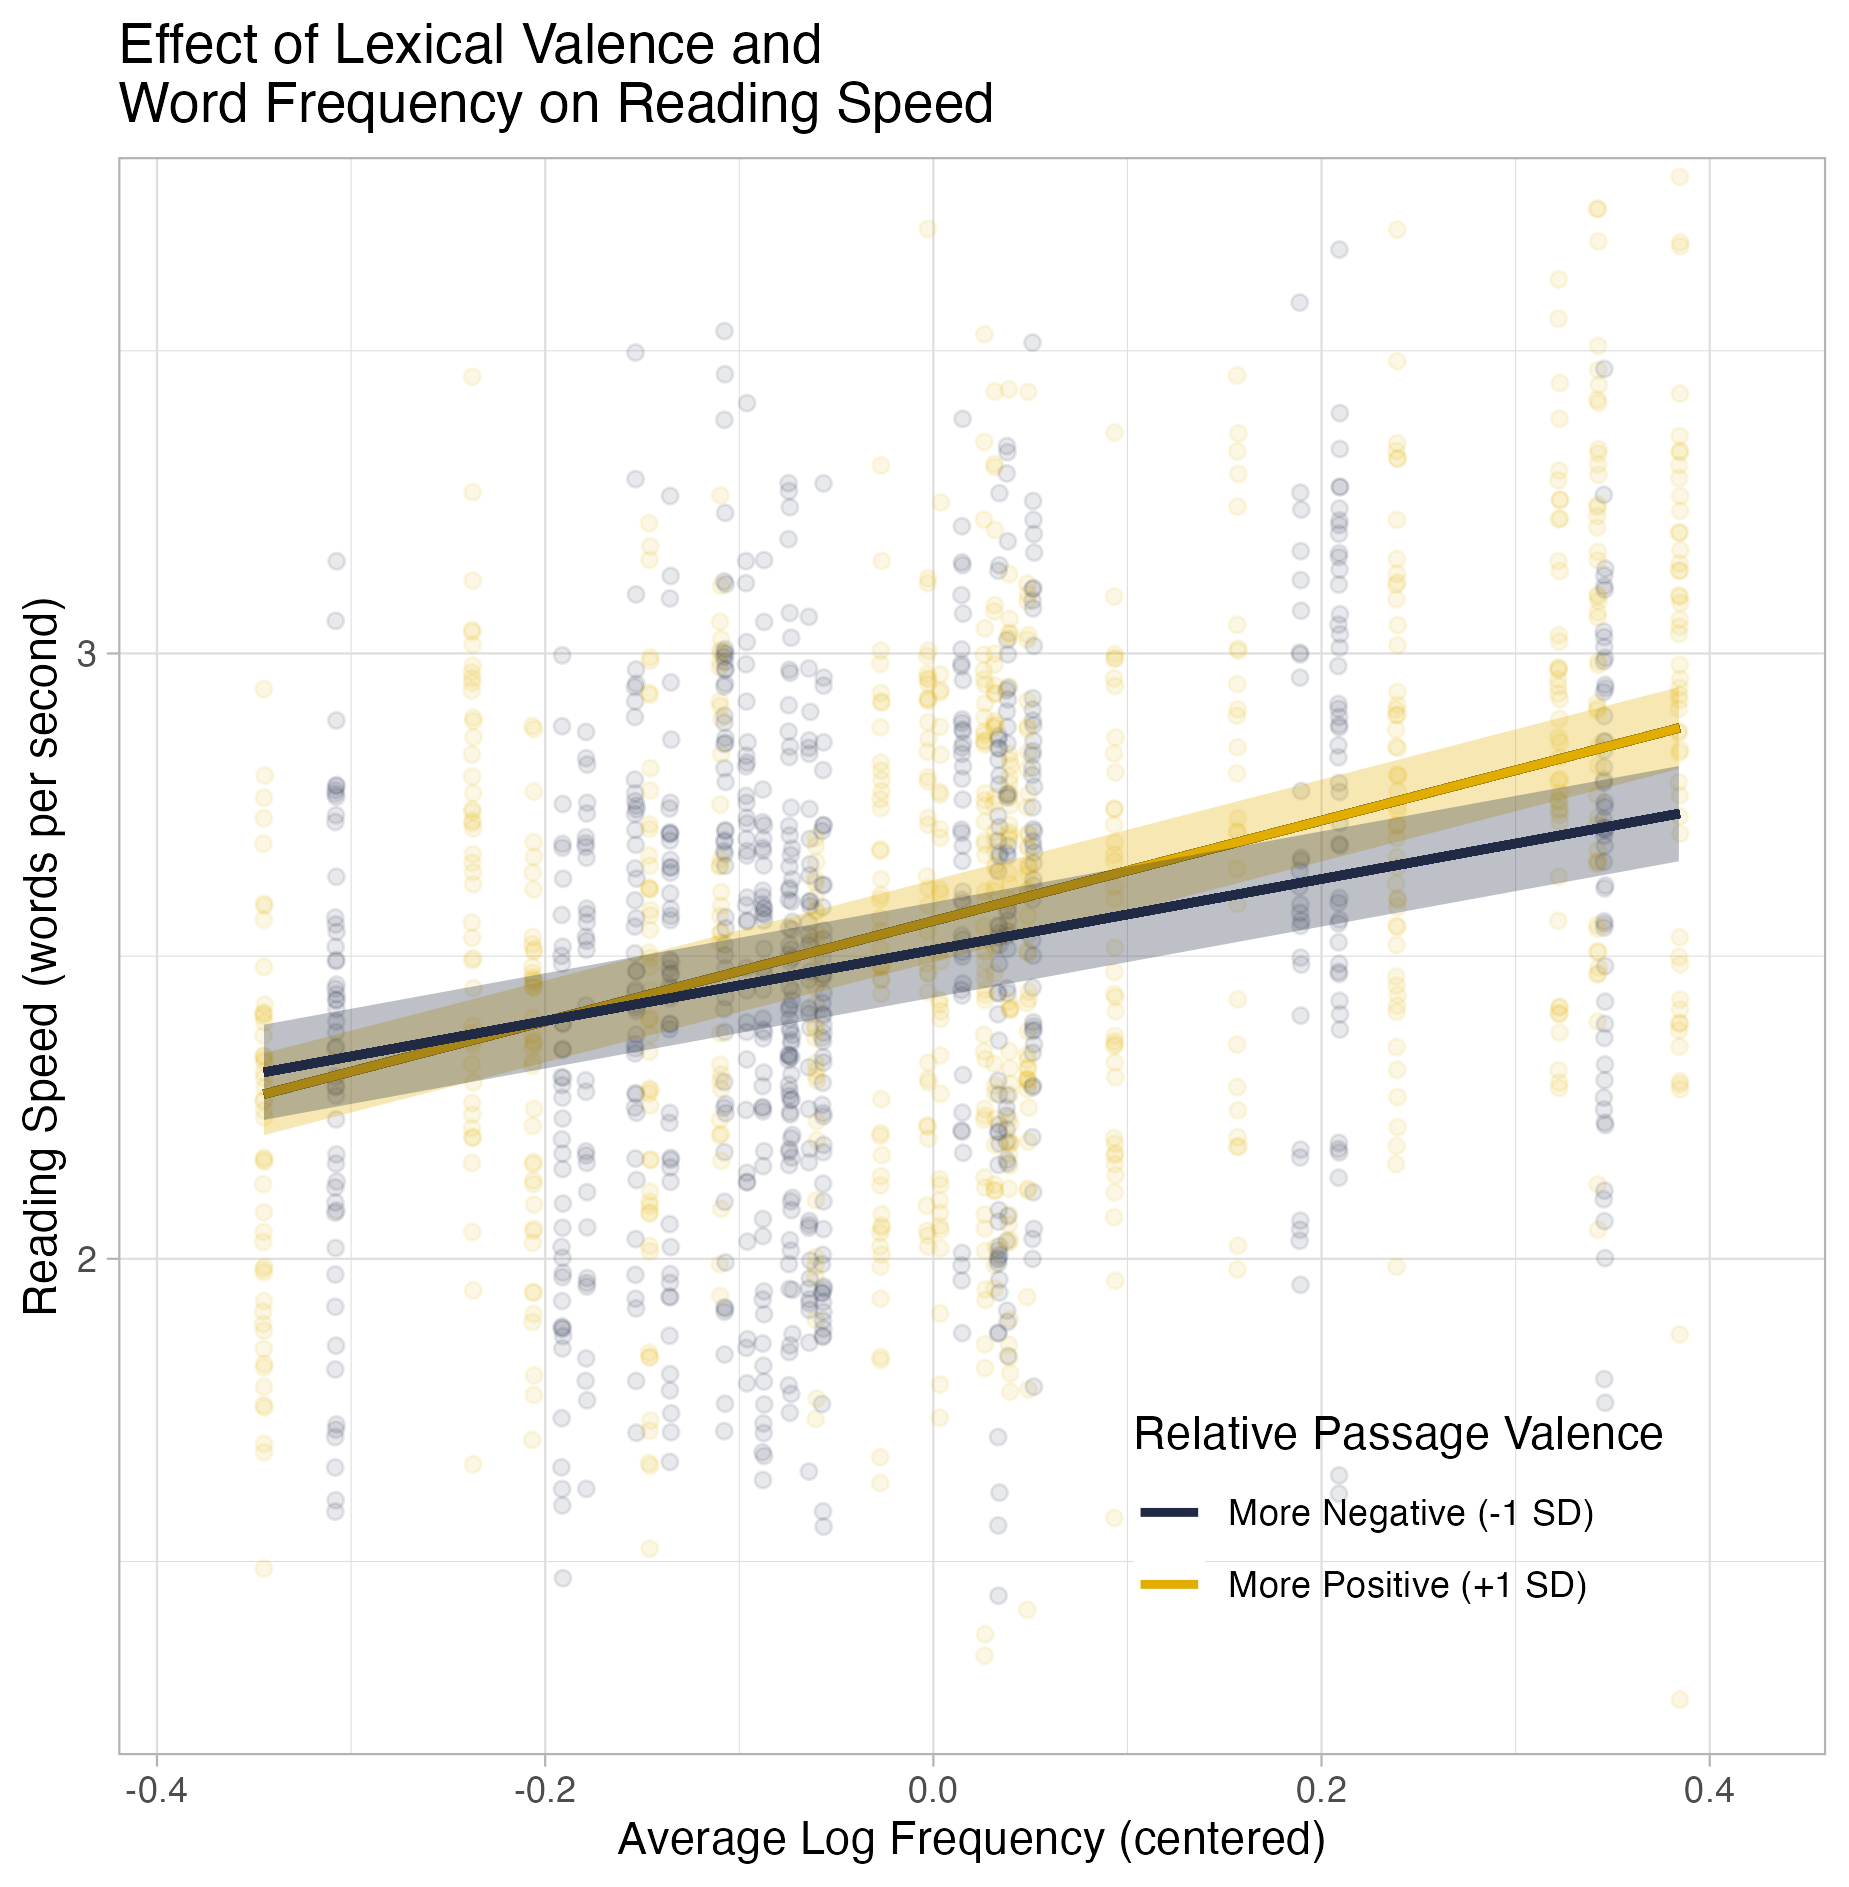 Effect of Lexical Valence and
Word Frequency on Reading Speed
Reading Speed (words per second)
3
2
Relative Passage Valence
More Negative (-1 SD)
More Positive (+1 SD)
-0.4
-0.2
0.0
0.2
0.4
Average Log Frequency (centered)